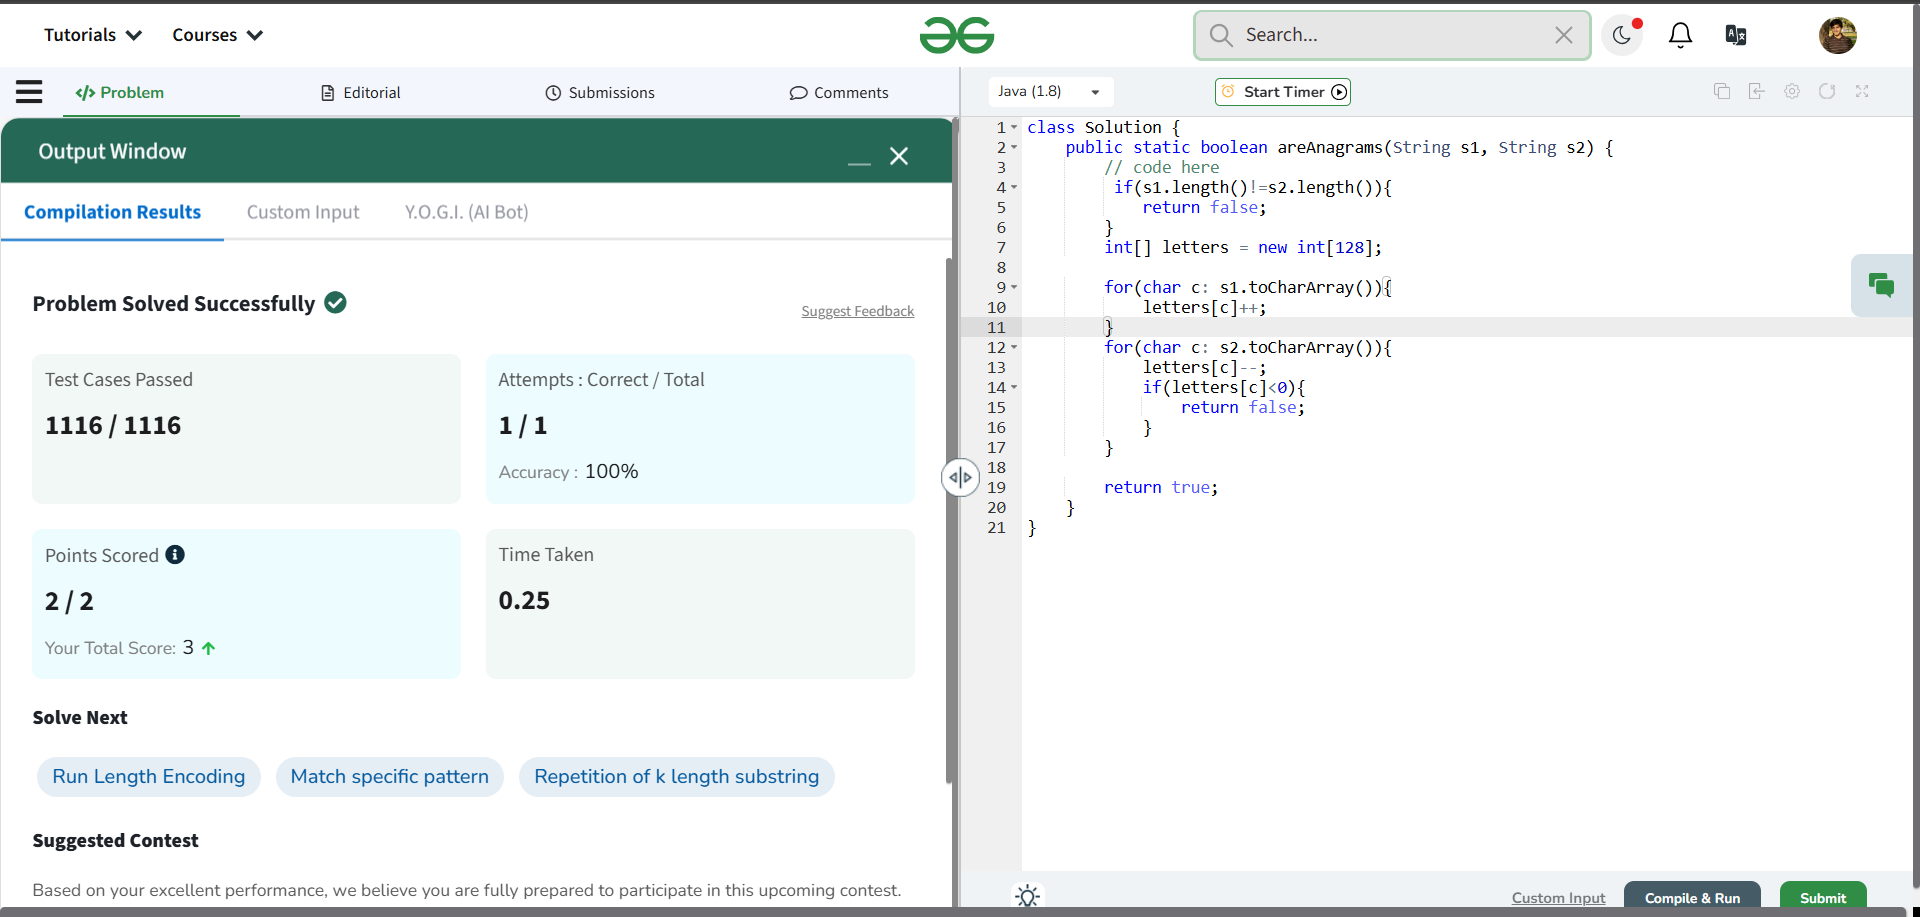 Tutorials
Courses
Search...
</> Problem
Editorial
Submissions
Comments
Output Window
Compilation Results
Custom Input
Y.O.G.I. (AI Bot)
Problem Solved Successfully
Suggest Feedback
Test Cases Passed
1116 / 1116
Attempts : Correct / Total
1 / 1
Accuracy : 100%
Points Scored
2 / 2
Your Total Score: 3
Time Taken
0.25
Solve Next
Run Length Encoding
Match specific pattern
Repetition of k length substring
Suggested Contest
Based on your excellent performance, we believe you are fully prepared to participate in this upcoming contest.
Java (1.8)
Start Timer
1 class Solution {
2     public static boolean areAnagrams(String s1, String s2) {
3         // code here
4          if(s1.length()!=s2.length()){
5             return false;
6         }
7         int[] letters = new int[128];
8
9         for(char c: s1.toCharArray()){
10             letters[c]++;
11         }
12         for(char c: s2.toCharArray()){
13             letters[c]--;
14             if(letters[c]<0){
15                 return false;
16             }
17         }
18
19         return true;
20     }
21 }
Custom Input
Compile & Run
Submit